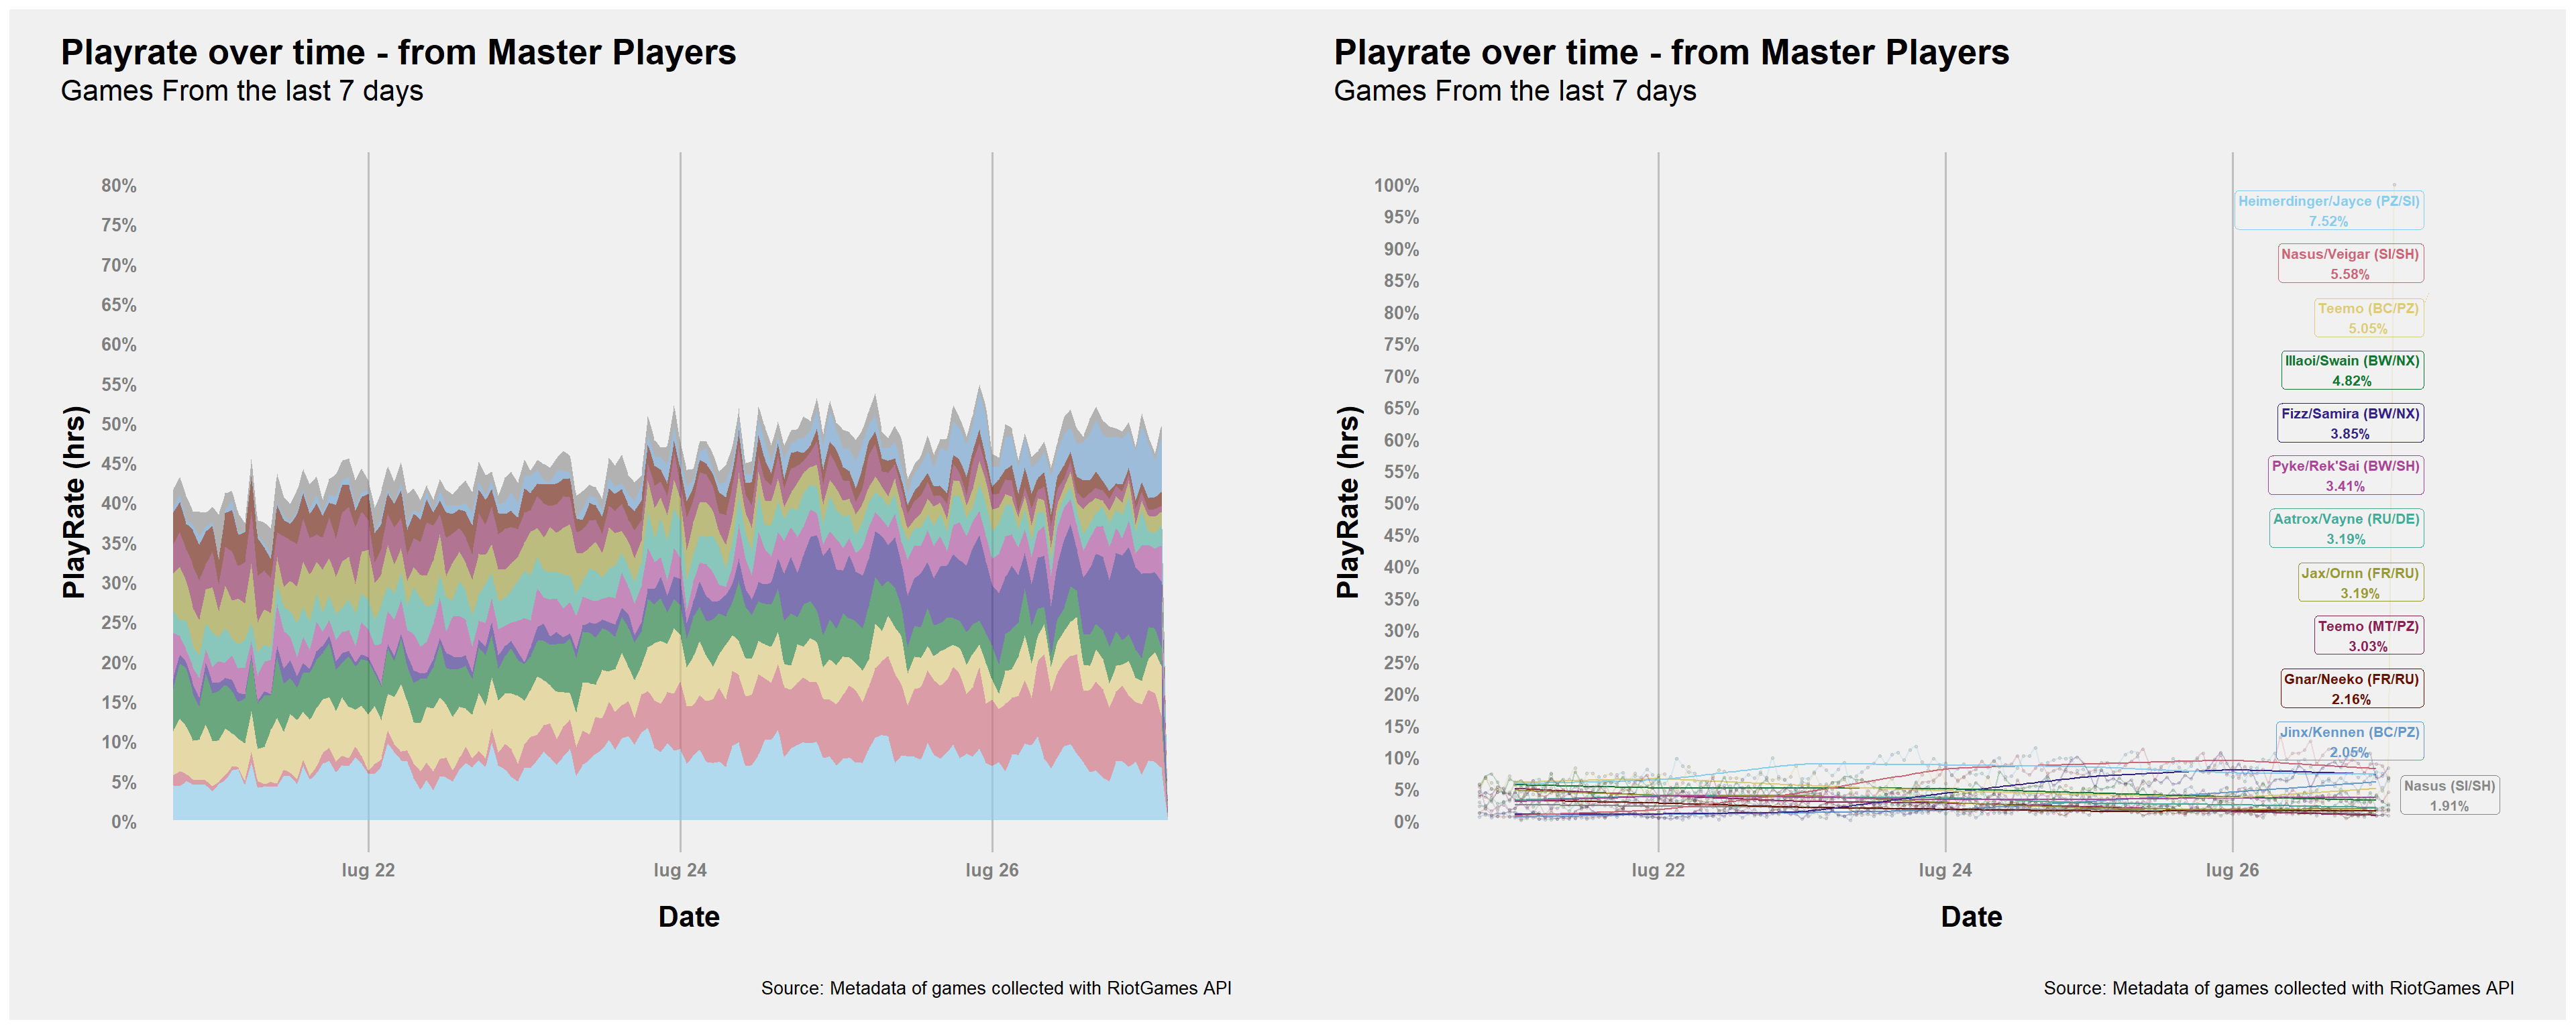 Playrate over time - from Master Players
Games From the last 7 days
80%
75%
70%
65%
60%
55%
50%
45%
40%
35%
30%
25%
20%
15%
10%
5%
0%
PlayRate (hrs)
lug 22
lug 24
lug 26
Date
Source: Metadata of games collected with RiotGames API
Playrate over time - from Master Players
Games From the last 7 days
100%
95%
90%
85%
80%
75%
70%
65%
60%
55%
50%
45%
40%
35%
30%
25%
20%
15%
10%
5%
0%
PlayRate (hrs)
Heimerdinger/Jayce (PZ/SI)
7.52%
Nasus/Veigar (SI/SH)
5.58%
Teemo (BC/PZ)
5.05%
Illaoi/Swain (BW/NX)
4.82%
Fizz/Samira (BW/NX)
3.85%
Pyke/Rek'Sai (BW/SH)
3.41%
Aatrox/Vayne (RU/DE)
3.19%
Jax/Ornn (FR/RU)
3.19%
Teemo (MT/PZ)
3.03%
Gnar/Neeko (FR/RU)
2.16%
Jinx/Kennen (BC/PZ)
2.05%
Nasus (SI/SH)
1.91%
lug 22
lug 24
lug 26
Date
Source: Metadata of games collected with RiotGames API